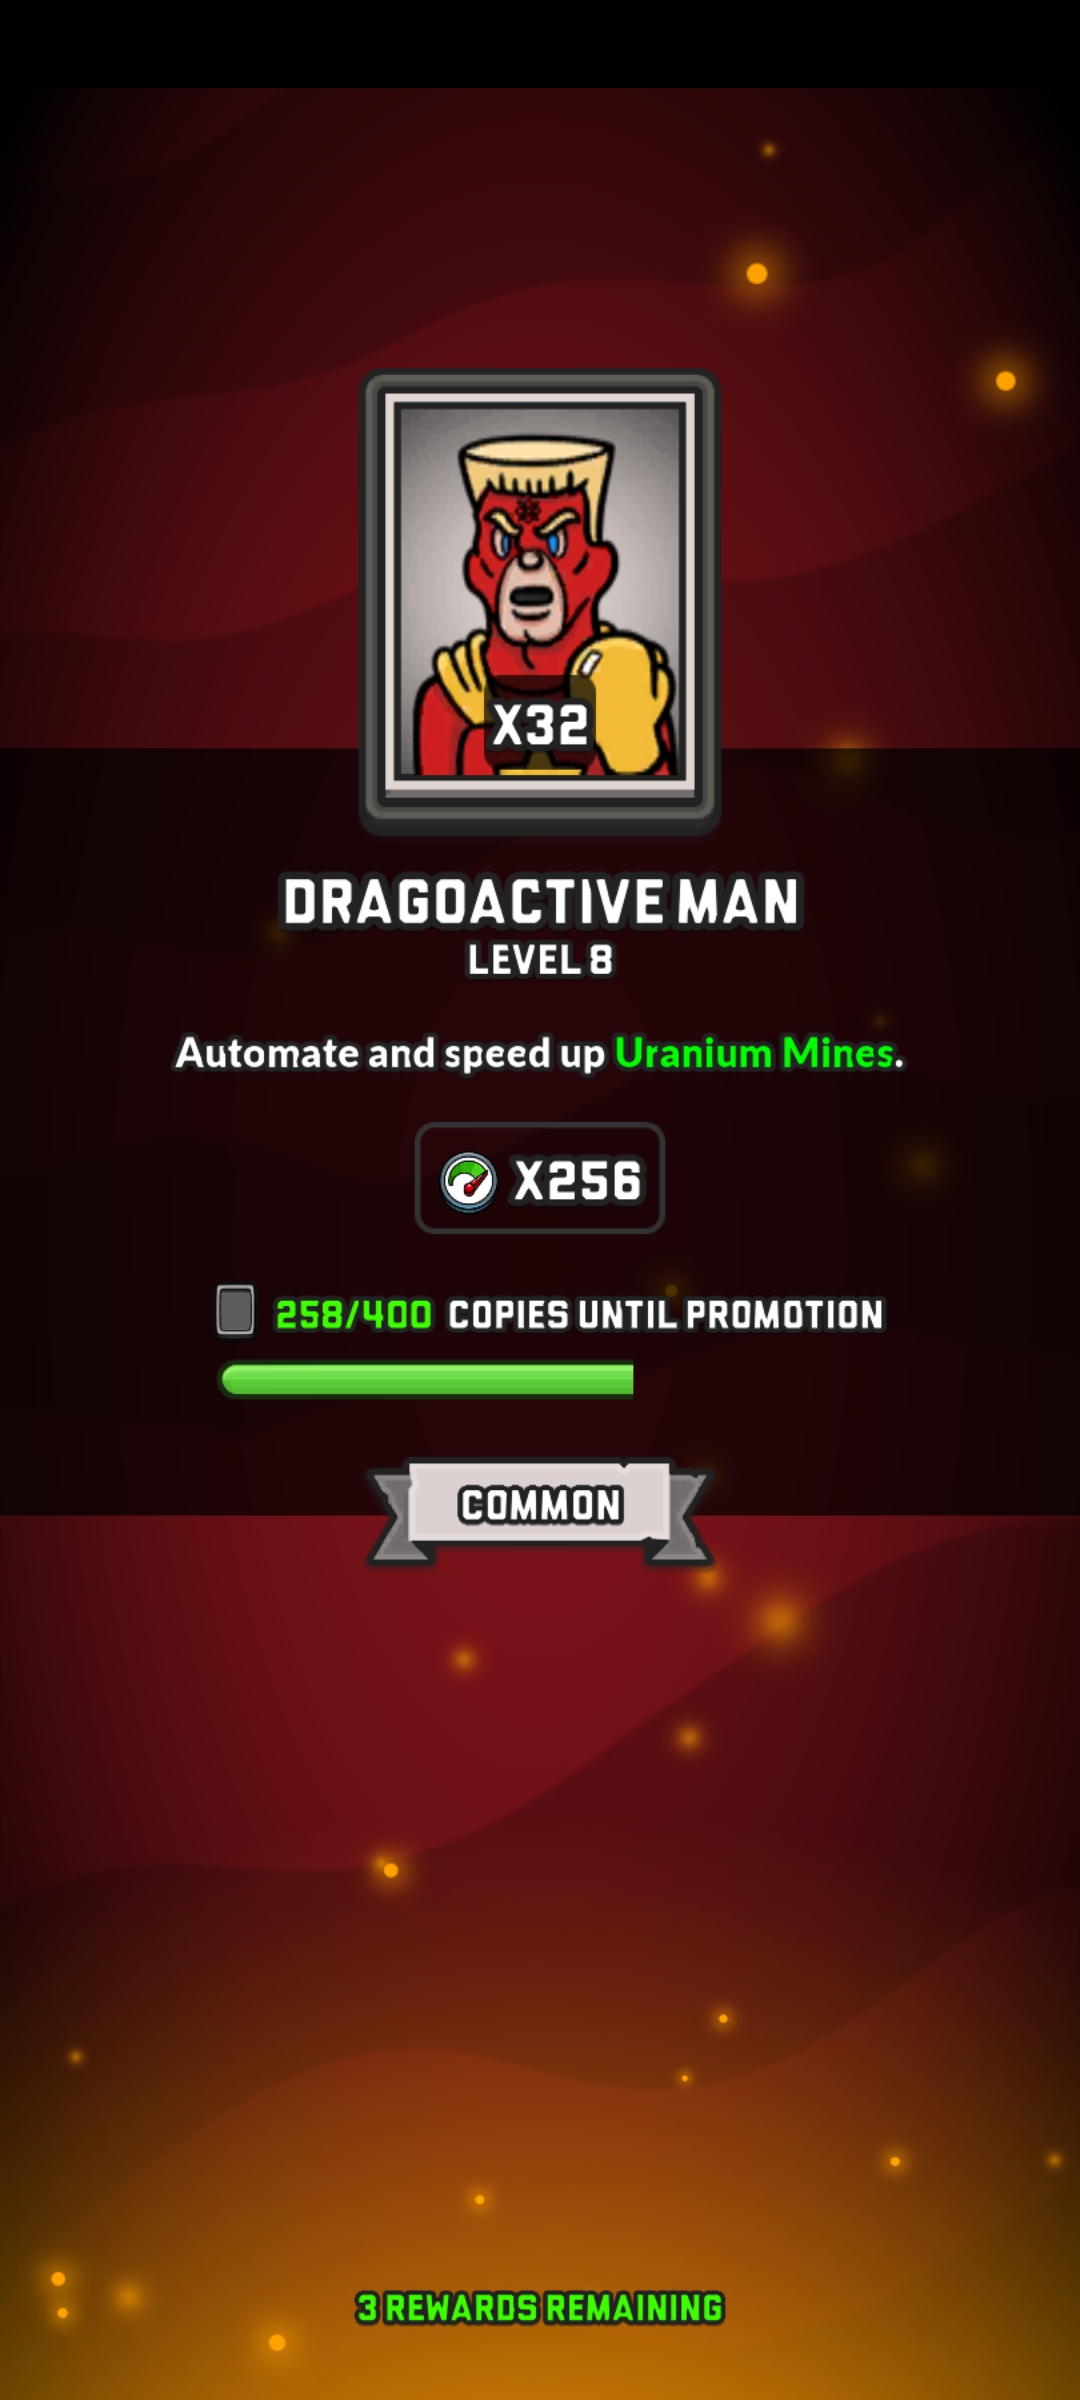 X32
DRAGOACTIVE MAN
LEVEL 8
Automate and speed up Uranium Mines.
X256
258/400 COPIES UNTIL PROMOTION
COMMON
3 REWARDS REMAINING